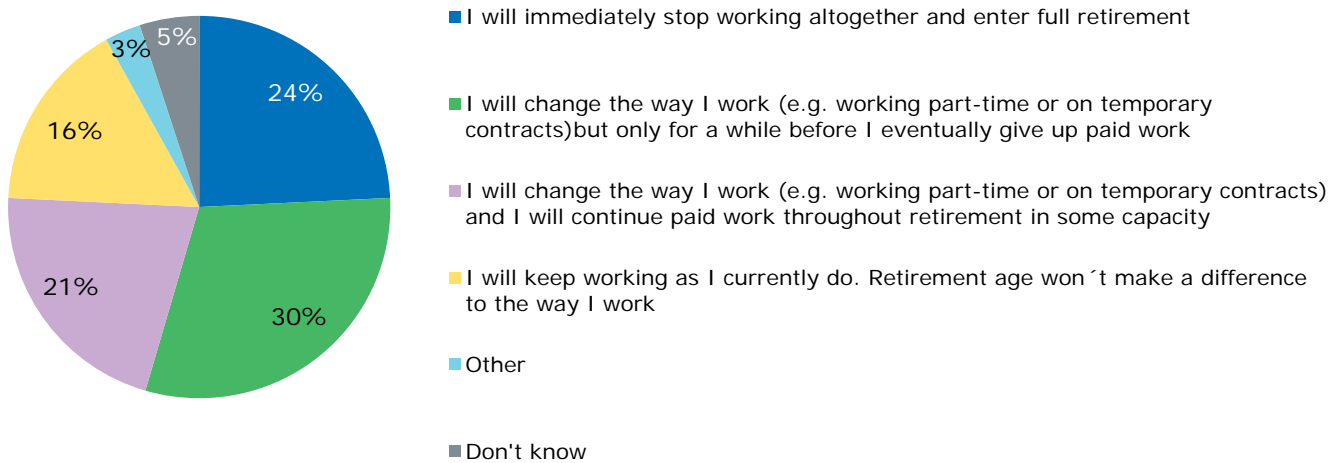 3%
5%
24%
16%
21%
30%
I will immediately stop working altogether and enter full retirement
I will change the way I work (e.g. working part-time or on temporary
contracts)but only for a while before I eventually give up paid work
I will change the way I work (e.g. working part-time or on temporary contracts)
and I will continue paid work throughout retirement in some capacity
I will keep working as I currently do. Retirement age won´t make a difference
to the way I work
Other
Don't know